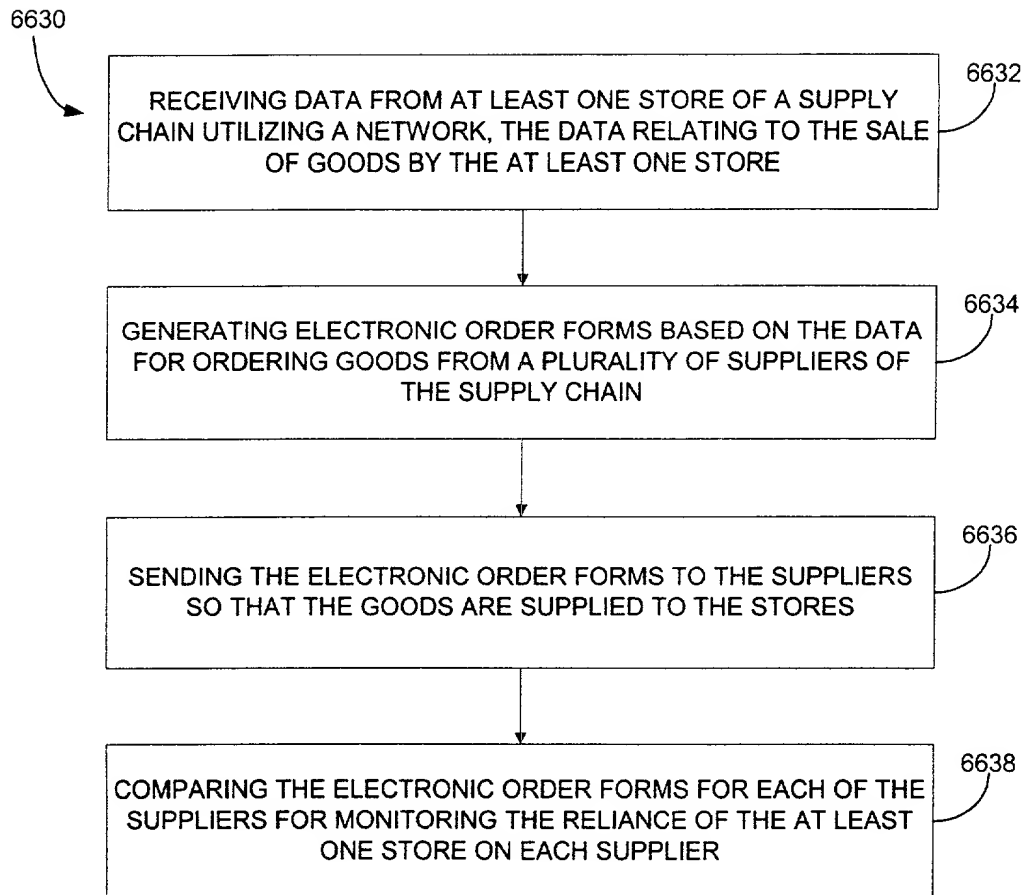 6630
6632
RECEIVING DATA FROM AT LEAST ONE STORE OF A SUPPLY
CHAIN UTILIZING A NETWORK, THE DATA RELATING TO THE SALE
OF GOODS BY THE AT LEAST ONE STORE
6634
GENERATING ELECTRONIC ORDER FORMS BASED ON THE DATA
FOR ORDERING GOODS FROM A PLURALITY OF SUPPLIERS OF
THE SUPPLY CHAIN
6636
SENDING THE ELECTRONIC ORDER FORMS TO THE SUPPLIERS
SO THAT THE GOODS ARE SUPPLIED TO THE STORES
6638
COMPARING THE ELECTRONIC ORDER FORMS FOR EACH OF THE
SUPPLIERS FOR MONITORING THE RELIANCE OF THE AT LEAST
ONE STORE ON EACH SUPPLIER